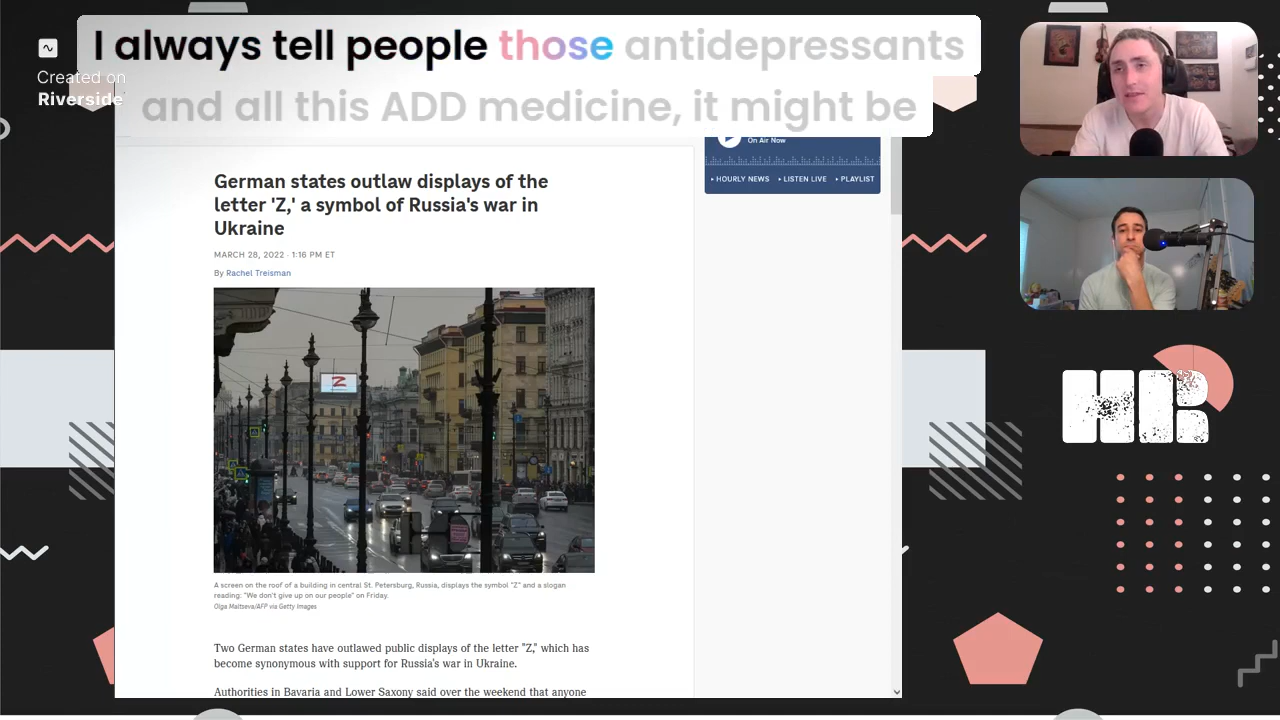 I always tell people those antidepressants
and all this ADD medicine, it might be
Created on
Riverside
On Air Now
▸ HOURLY NEWS ▸ LISTEN LIVE ▸ PLAYLIST
German states outlaw displays of the
letter 'Z,' a symbol of Russia's war in
Ukraine
MARCH 28, 2022 · 1:16 PM ET
By Rachel Treisman
Z
A screen on the roof of a building in central St. Petersburg, Russia, displays the symbol "Z" and a slogan
reading: "We don't give up on our people" on Friday.
Olga Maltseva/AFP via Getty Images
Two German states have outlawed public displays of the letter "Z," which has
become synonymous with support for Russia's war in Ukraine.
Authorities in Bavaria and Lower Saxony said over the weekend that anyone